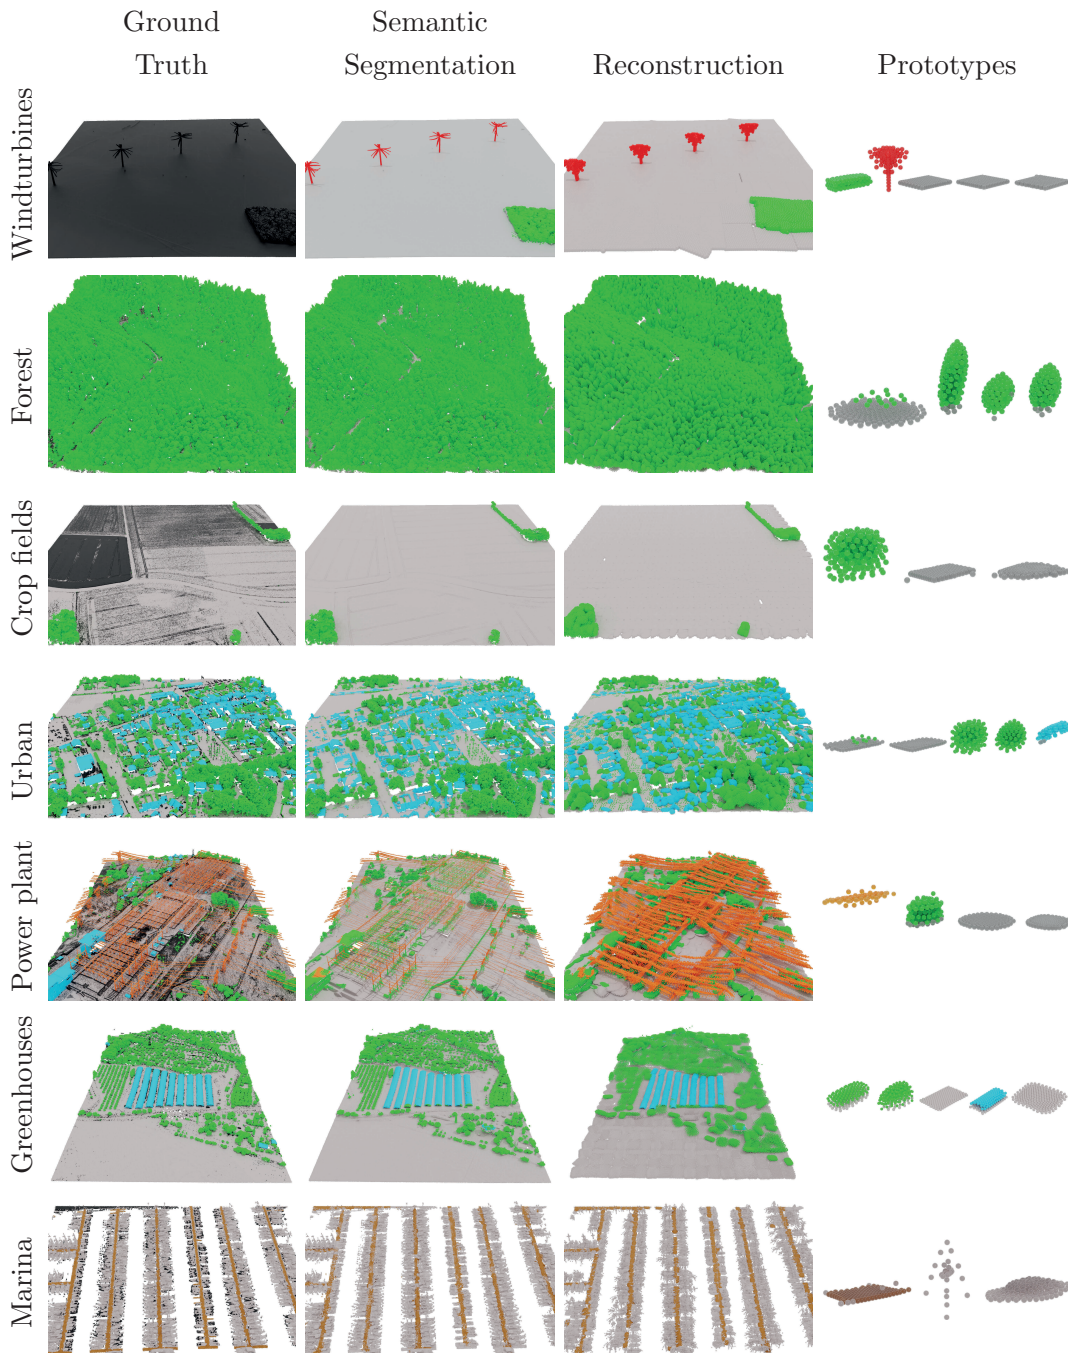 Ground
Truth
Semantic
Segmentation
Reconstruction
Prototypes
Windturbines
Forest
Crop fields
Urban
Power plant
Greenhouses
Marina